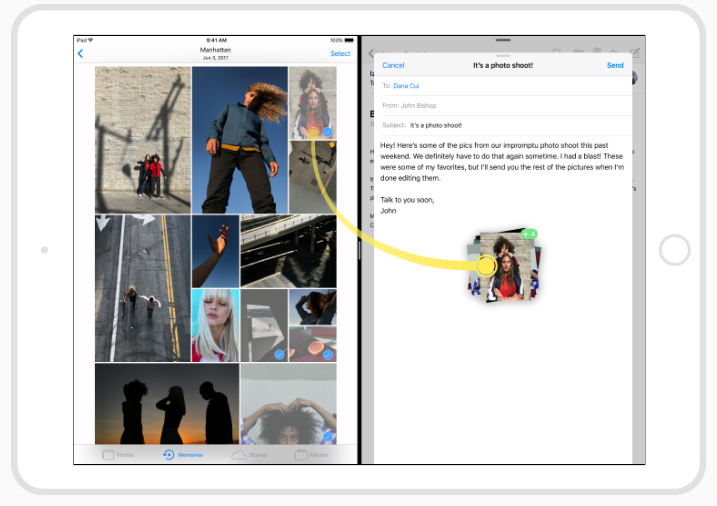 iPad
9:41 AM
100%
Manhattan
Jun 3, 2017
Select
Photos
Memories
Shared
Albums
Cancel
It's a photo shoot!
Send
To: Dana Cui
From: John Bishop
Subject: It's a photo shoot!
Hey! Here's some of the pics from our impromptu photo shoot this past
weekend. We definitely have to do that again sometime. I had a blast! These
were some of my favorites, but I'll send you the rest of the pictures when I'm
done editing them.
Talk to you soon,
John